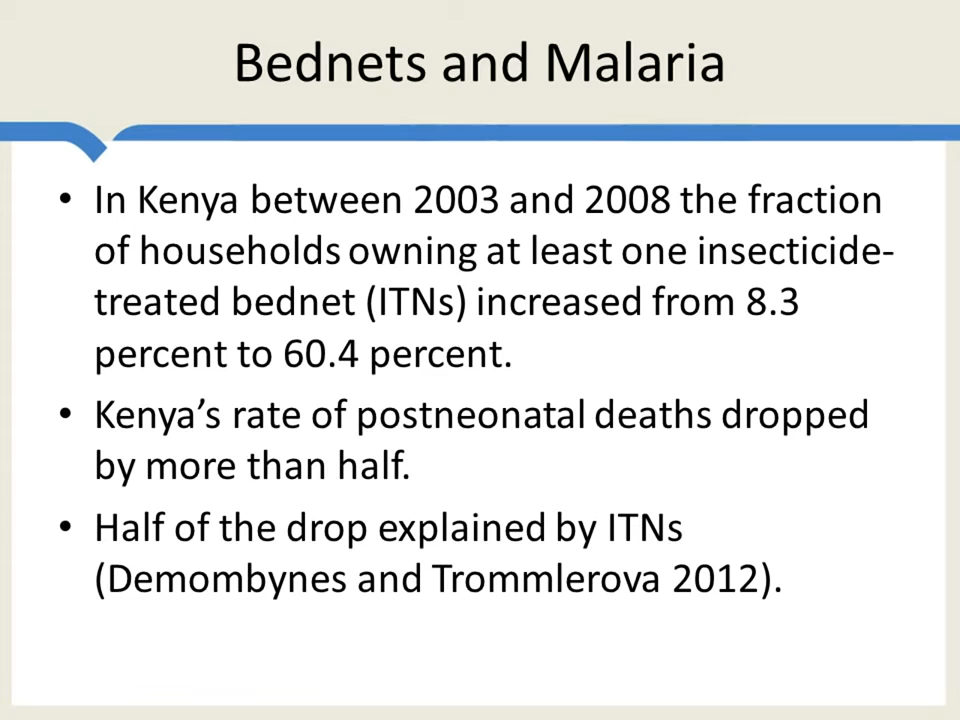 Bednets and Malaria
• In Kenya between 2003 and 2008 the fraction
of households owning at least one insecticide-
treated bednet (ITNs) increased from 8.3
percent to 60.4 percent.
• Kenya’s rate of postneonatal deaths dropped
by more than half.
• Half of the drop explained by ITNs
(Demombynes and Trommlerova 2012).